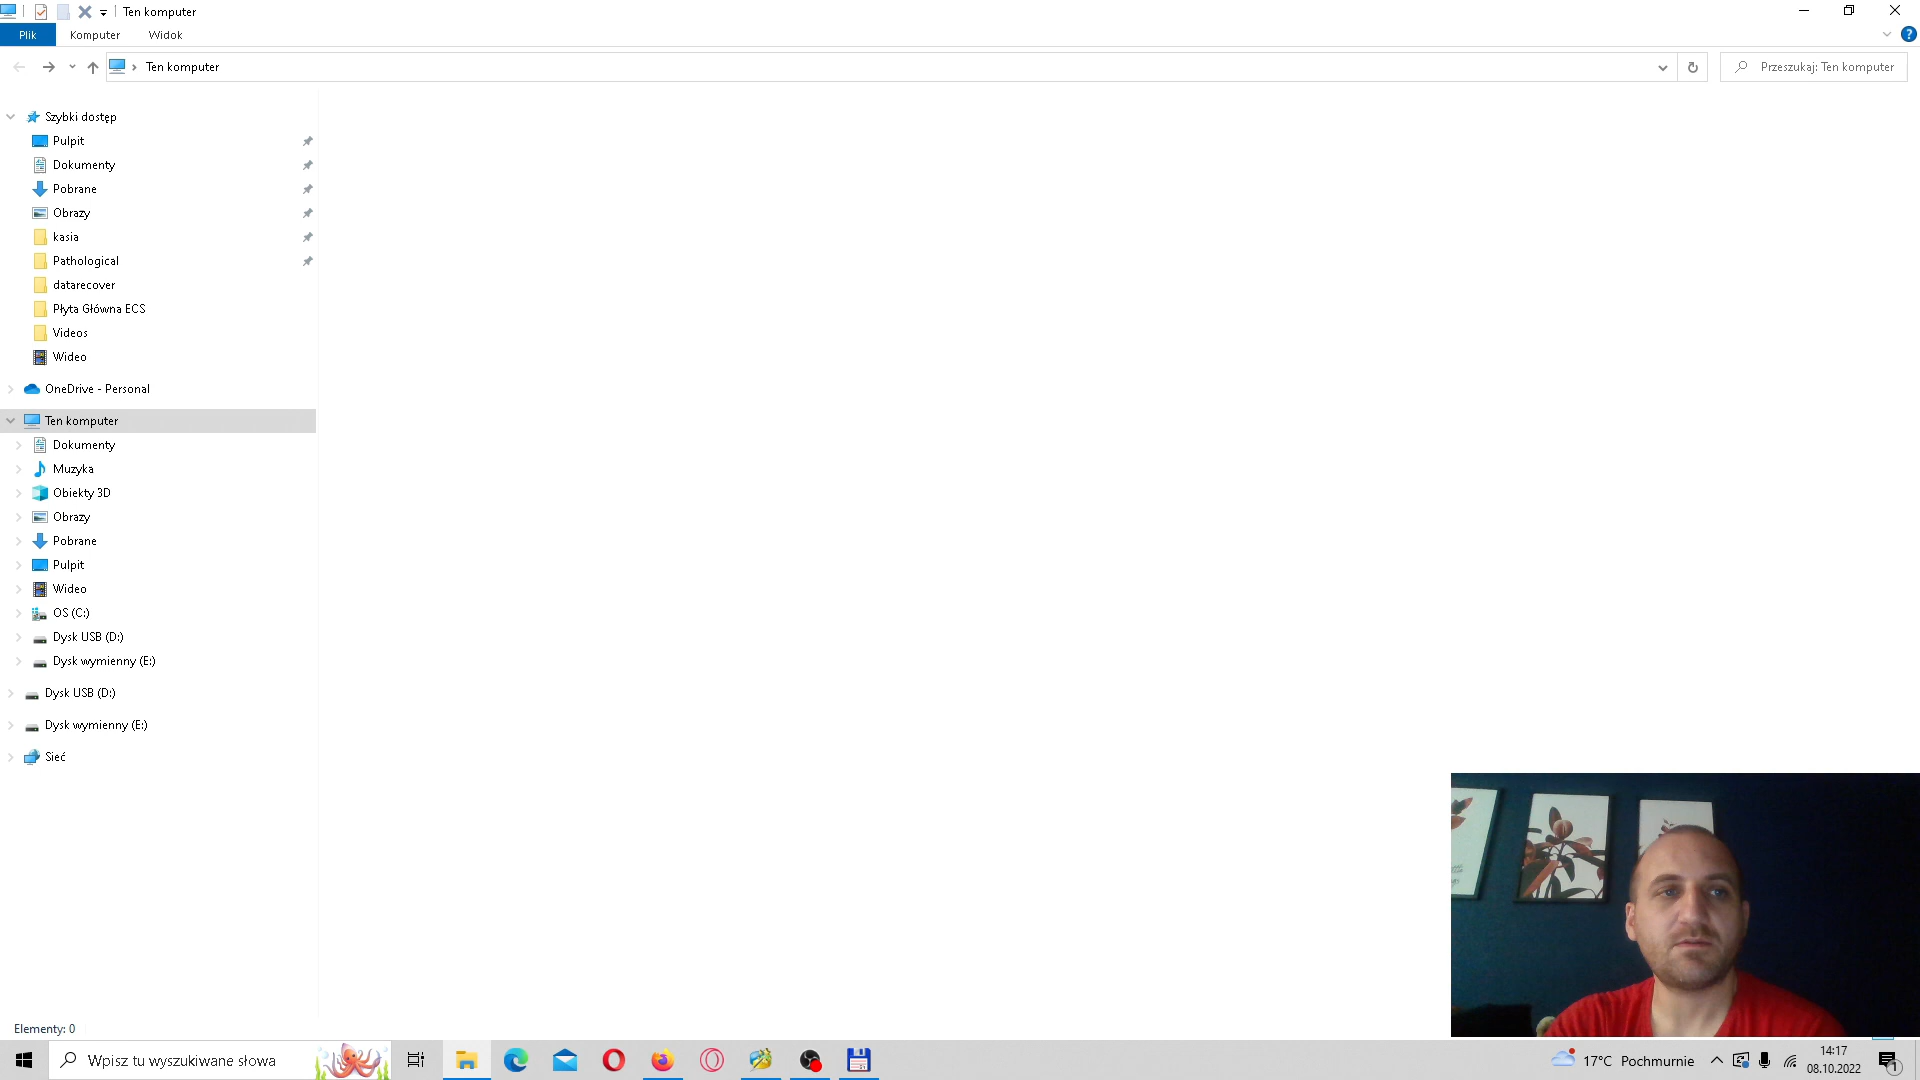 Ten komputer
Plik
Komputer
Widok
Ten komputer
Przeszukaj: Ten komputer
Szybki dostęp
Pulpit
Dokumenty
Pobrane
Obrazy
kasia
Pathological
datarecover
Płyta Główna ECS
Videos
Wideo
OneDrive - Personal
Ten komputer
Dokumenty
Muzyka
Obiekty 3D
Obrazy
Pobrane
Pulpit
Wideo
OS (C:)
Dysk USB (D:)
Dysk wymienny (E:)
Dysk USB (D:)
Dysk wymienny (E:)
Sieć
Elementy: 0
Wpisz tu wyszukiwane słowa
17°C Pochmurnie
14:17
08.10.2022
1